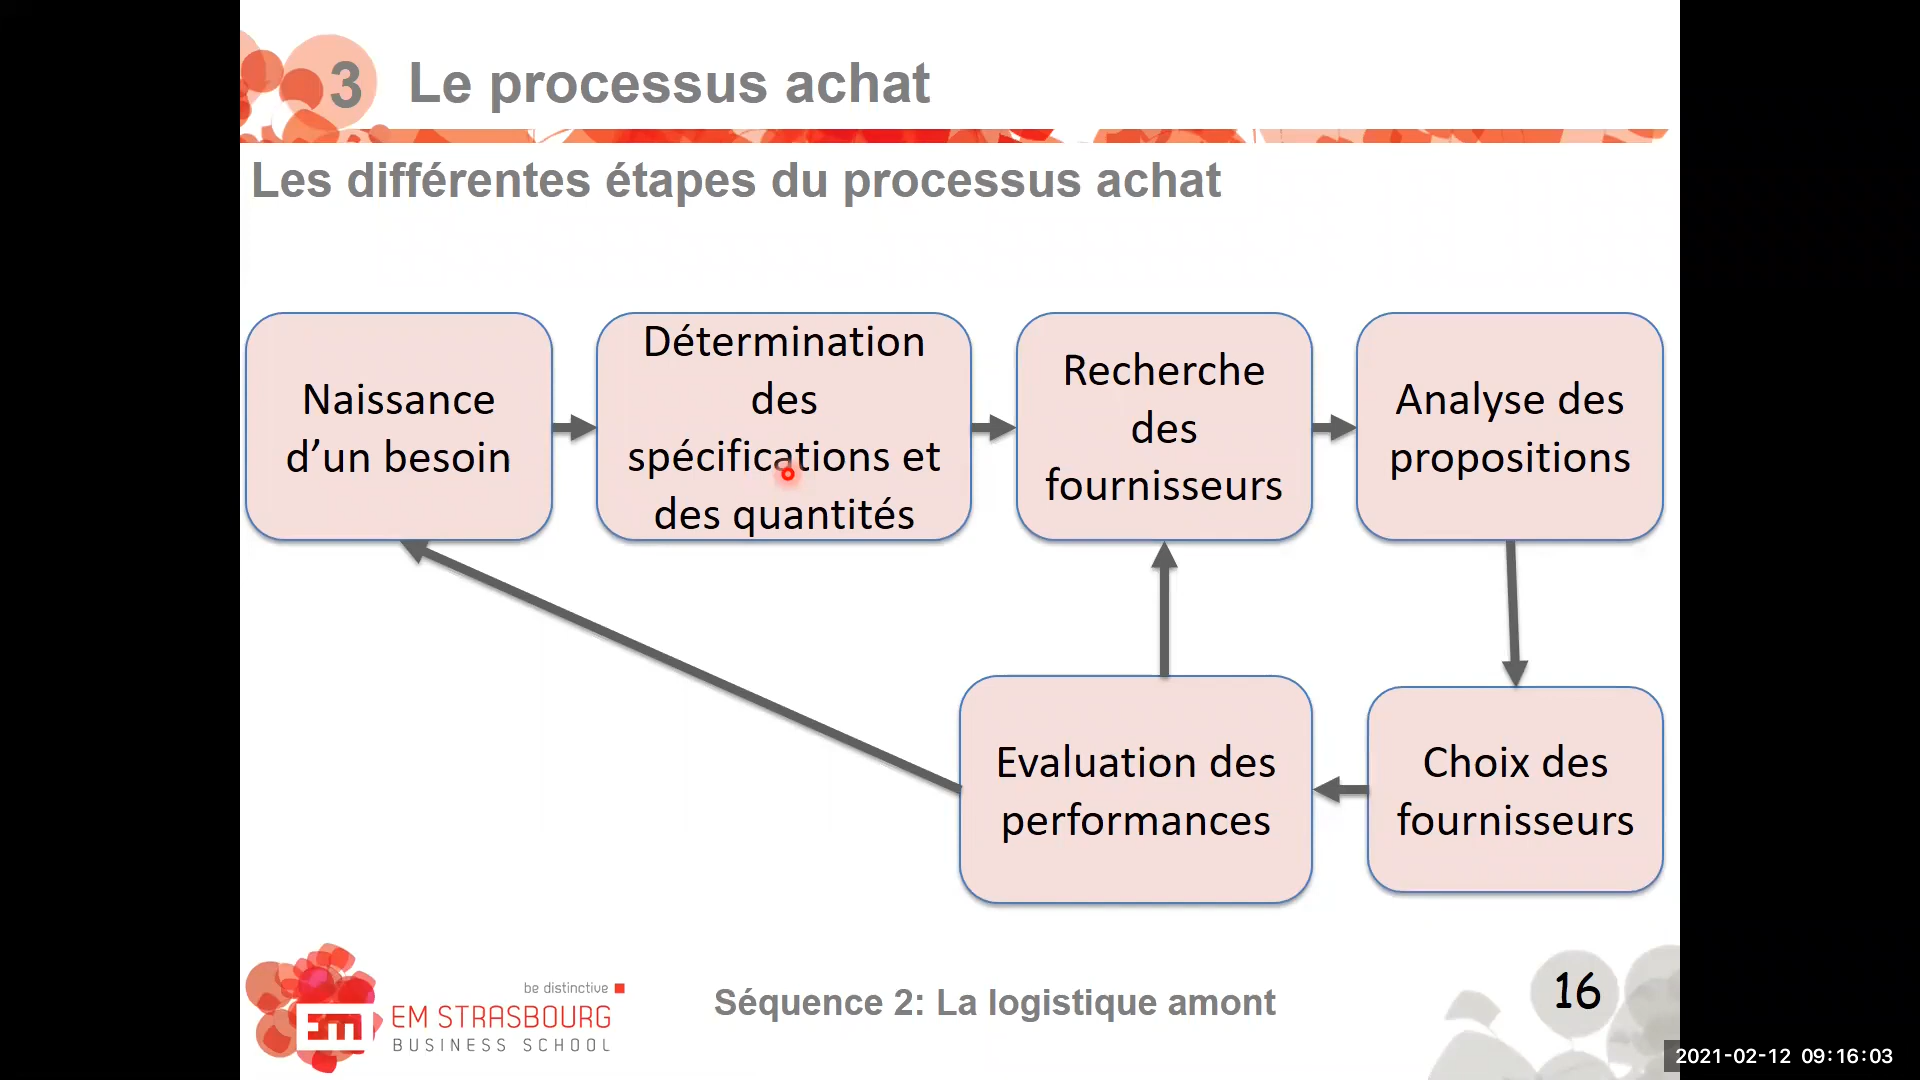 3
Le processus achat
Les différentes étapes du processus achat
Naissance
d’un besoin
Détermination
des
spécifications et
des quantités
Recherche
des
fournisseurs
Analyse des
propositions
Evaluation des
performances
Choix des
fournisseurs
be distinctive
EM
EM STRASBOURG
BUSINESS SCHOOL
Séquence 2: La logistique amont
16
2021-02-12 09:16:03